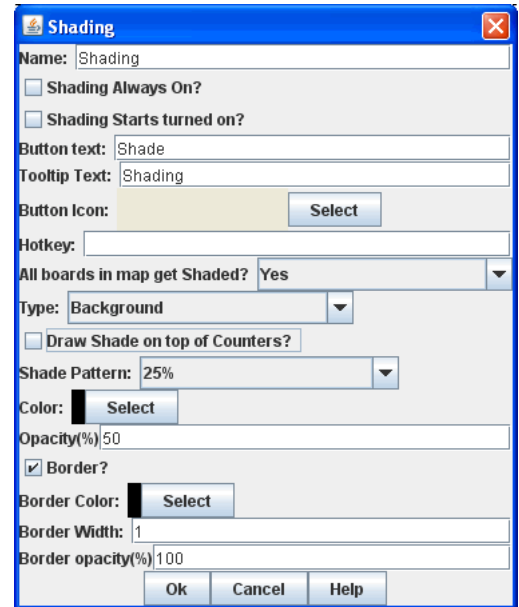 Shading
Name: Shading
Shading Always On?
Shading Starts turned on?
Button text: Shade
Tooltip Text: Shading
Button Icon: Select
Hotkey:
All boards in map get Shaded? Yes
Type: Background
Draw Shade on top of Counters?
Shade Pattern: 25%
Color: Select
Opacity(%) 50
Border?
Border Color: Select
Border Width: 1
Border opacity(%) 100
Ok Cancel Help